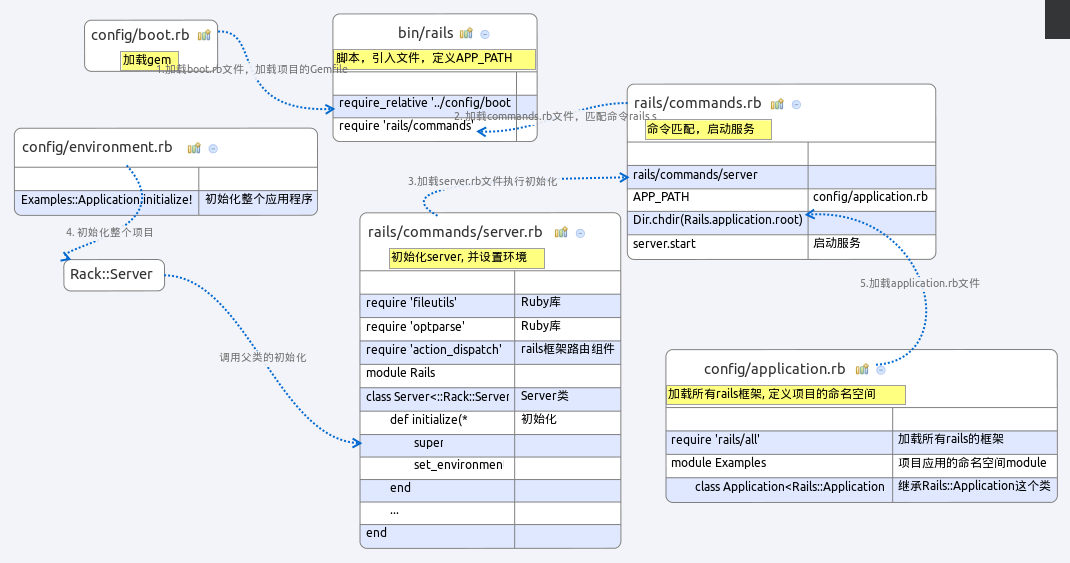 config/boot.rb
加载gem
1.加载boot.rb文件，加载项目的Gemfile
bin/rails
脚本，引入文件，定义APP_PATH
require_relative '../config/boot
require 'rails/commands'
2.加载commands.rb文件，匹配命令rails s
rails/commands.rb
命令匹配，启动服务
rails/commands/server
APP_PATH config/application.rb
Dir.chdir(Rails.application.root)
server.start 启动服务
config/environment.rb
Examples::Application.initialize! 初始化整个应用程序
3.加载server.rb文件执行初始化
4. 初始化整个项目
Rack::Server
调用父类的初始化
rails/commands/server.rb
初始化server, 并设置环境
require 'fileutils' Ruby库
require 'optparse' Ruby库
require 'action_dispatch' rails框架路由组件
module Rails
class Server<::Rack::Server Server类
def initialize(* 初始化
super
set_environmen
end
...
end
5.加载application.rb文件
config/application.rb
加载所有rails框架, 定义项目的命名空间
require 'rails/all' 加载所有rails的框架
module Examples 项目应用的命名空间module
class Application<Rails::Application 继承Rails::Application这个类